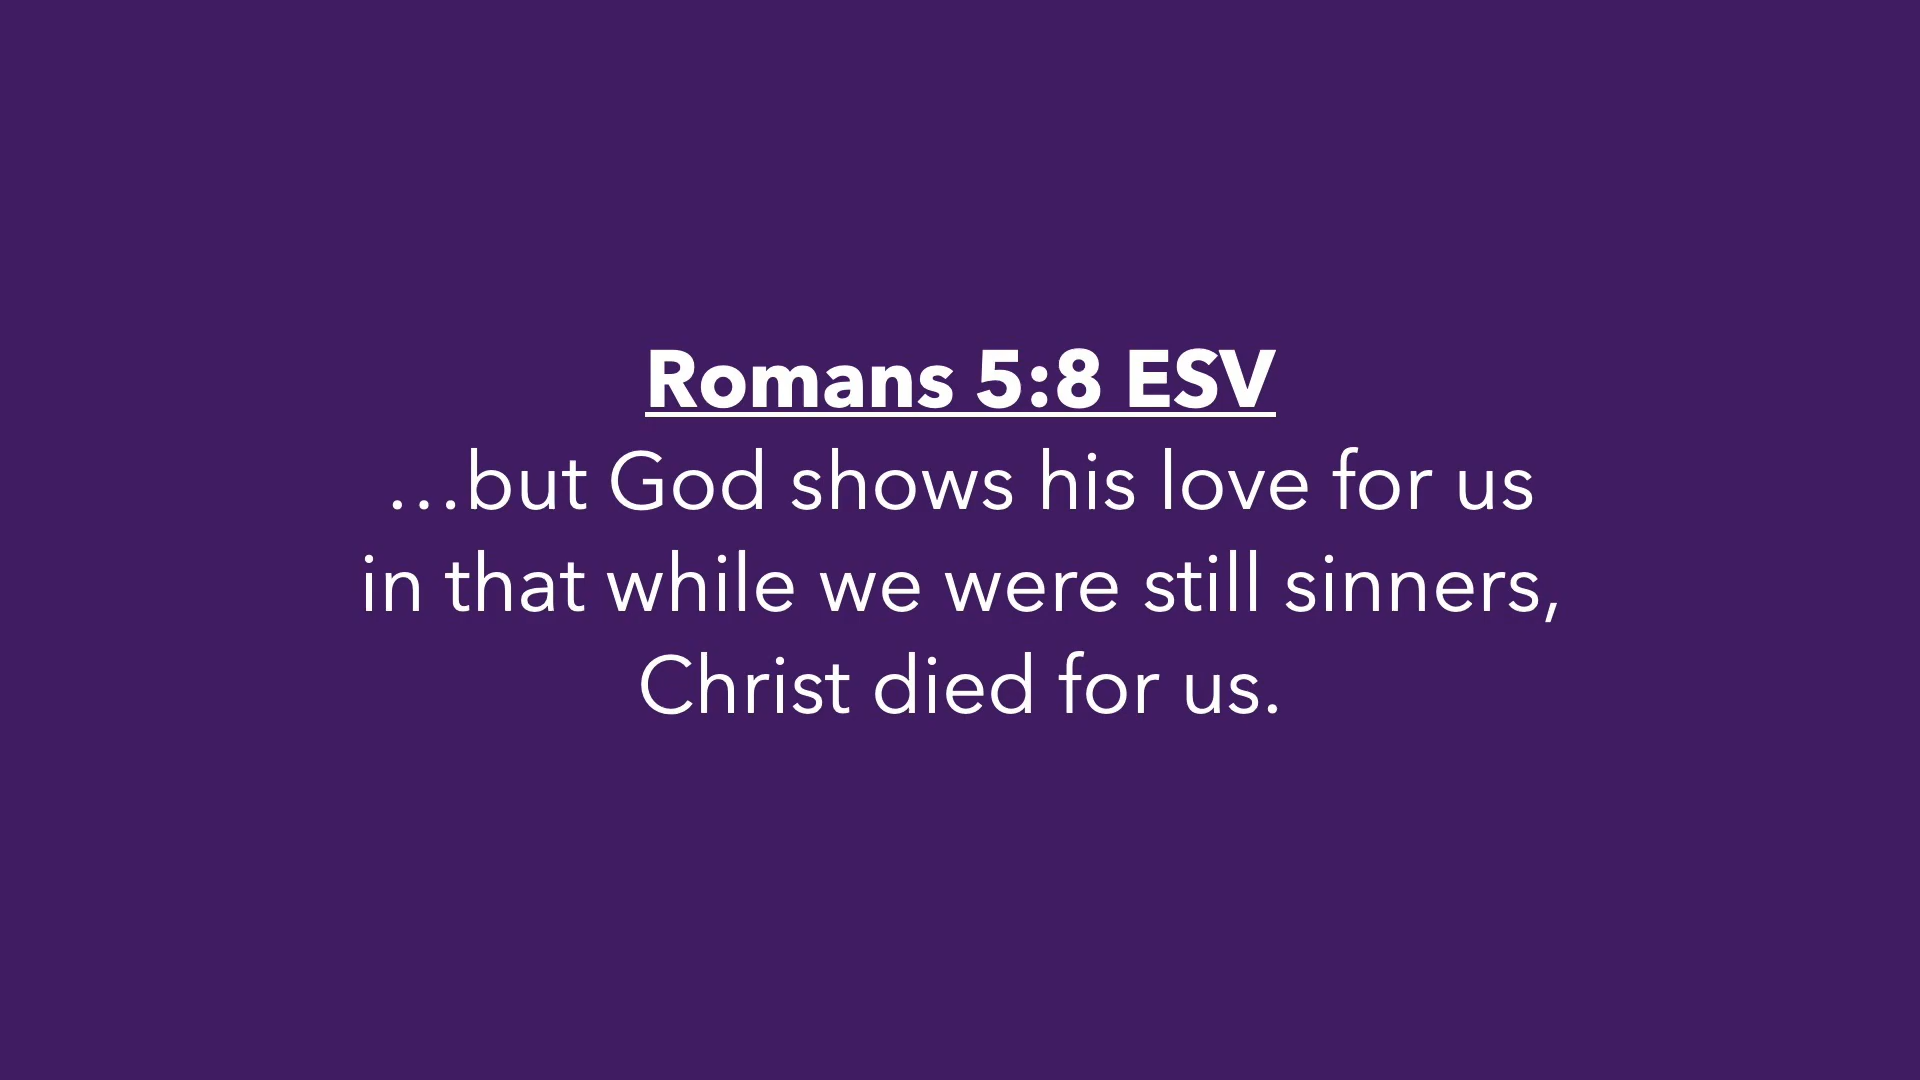 Romans 5:8 ESV
…but God shows his love for us
in that while we were still sinners,
Christ died for us.